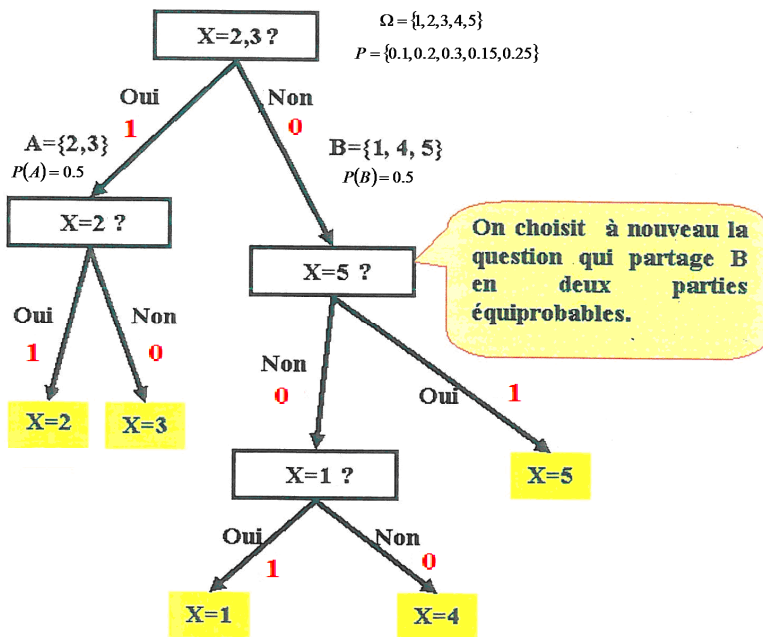 X=2,3 ?
Ω = {1,2,3,4,5}
P = {0.1,0.2,0.3,0.15,0.25}
Oui
1
Non
0
A={2,3}
P(A) = 0.5
B={1, 4, 5}
P(B) = 0.5
X=2 ?
X=5 ?
On choisit à nouveau la
question qui partage B
en deux parties
équiprobables.
Oui
1
Non
0
Non
0
Oui
1
X=2
X=3
X=1 ?
X=5
Oui
1
Non
0
X=1
X=4